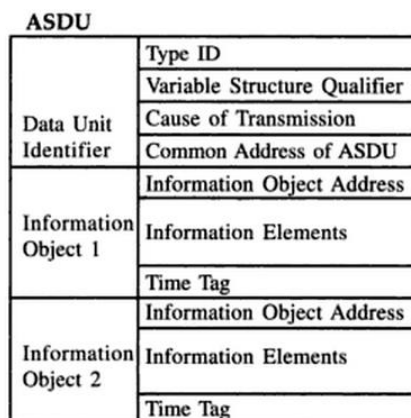 ASDU
Type ID
Variable Structure Qualifier
Cause of Transmission
Common Address of ASDU
Data Unit
Identifier
Information Object Address
Information Elements
Time Tag
Information
Object 1
Information Object Address
Information Elements
Time Tag
Information
Object 2